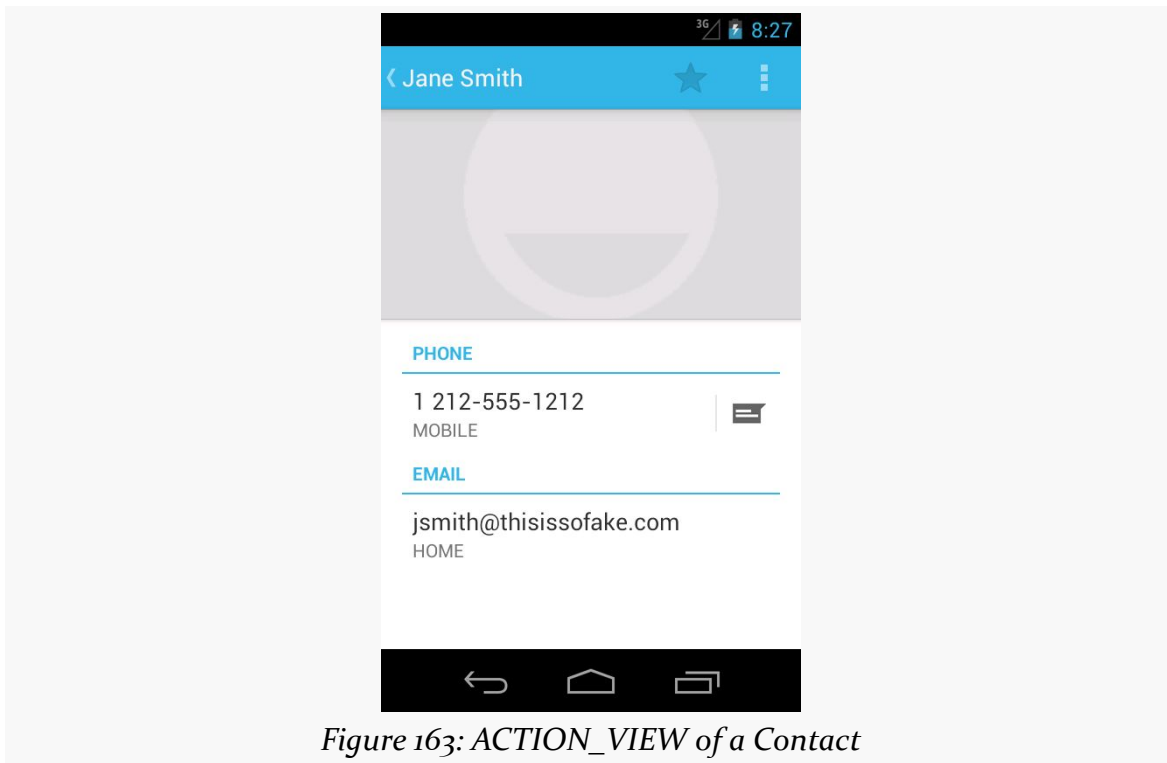 3G 8:27
Jane Smith
PHONE
1 212-555-1212
MOBILE
EMAIL
jsmith@thisissofake.com
HOME
Figure 163: ACTION_VIEW of a Contact